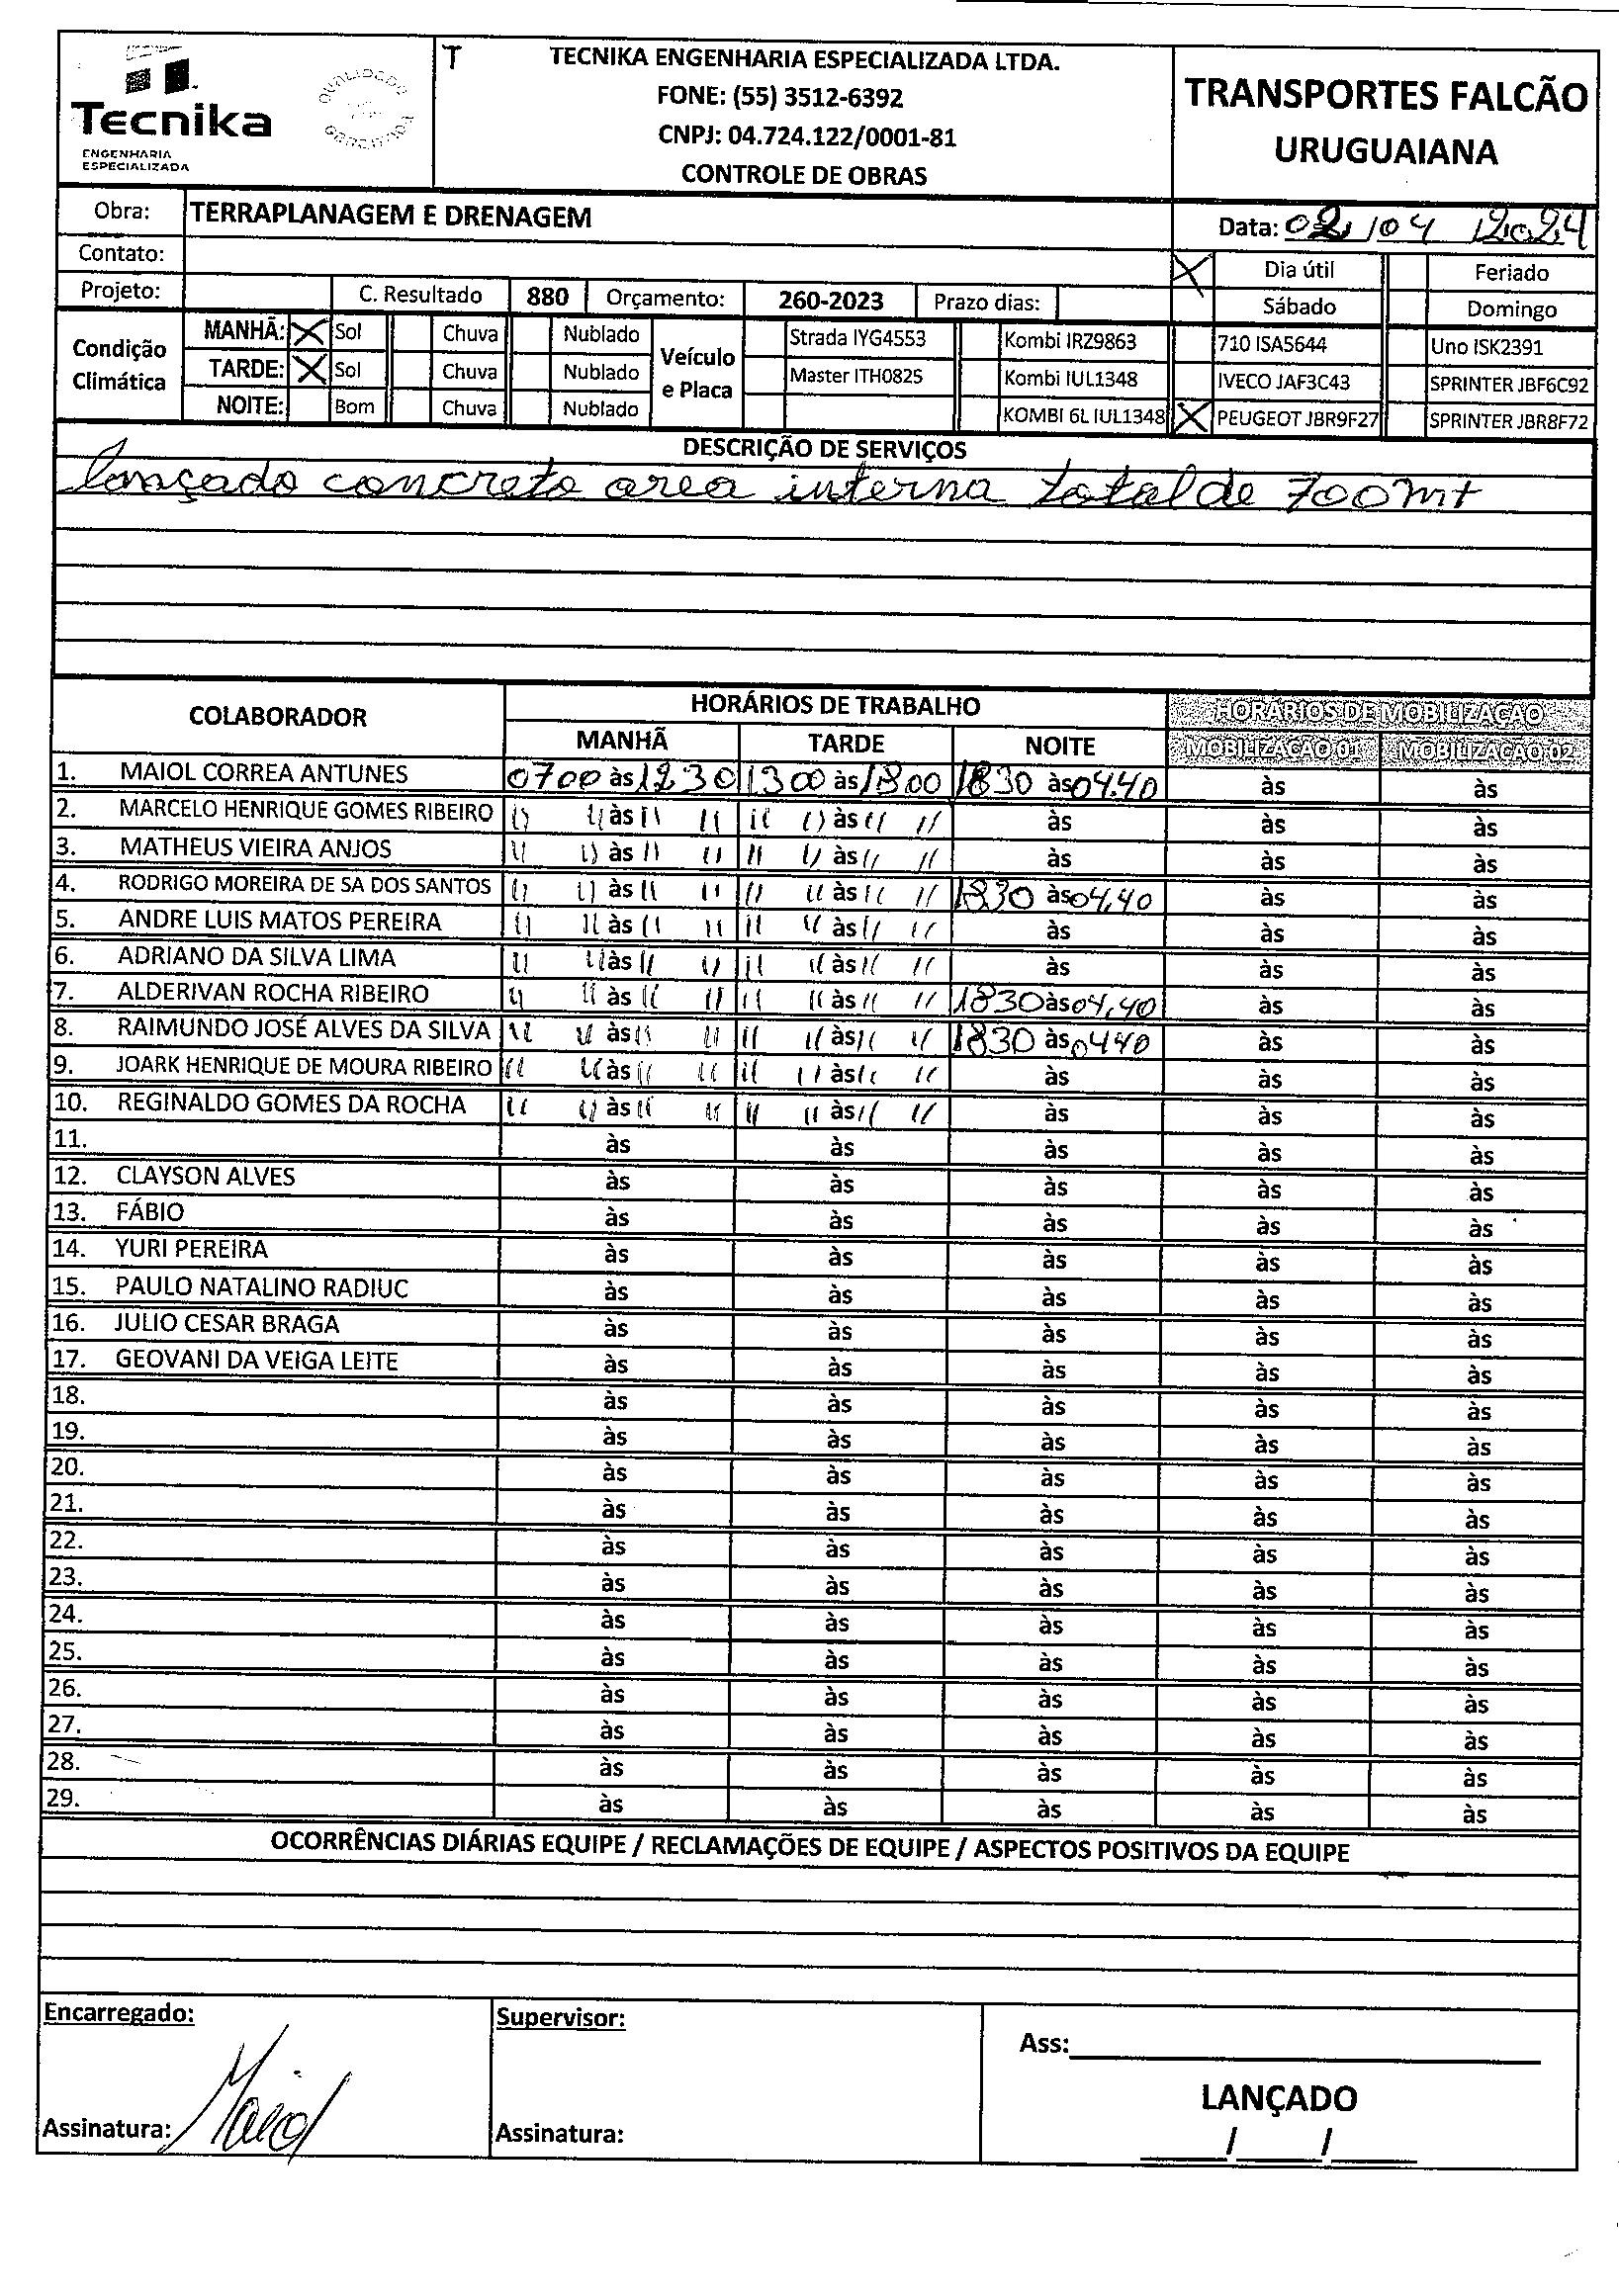 Tecnika
ENGENHARIA
ESPECIALIZADA
QUALIDADE
T
TECNIKA ENGENHARIA ESPECIALIZADA LTDA.
FONE: (55) 3512-6392
CNPJ: 04.724.122/0001-81
CONTROLE DE OBRAS
TRANSPORTES FALCÃO
URUGUAIANA
Obra: TERRAPLANAGEM E DRENAGEM
Data: 02/04/2024
Contato:
Dia útil Feriado
Projeto: C. Resultado 880 Orçamento: 260-2023 Prazo dias:
Sábado Domingo
Condição Climática
MANHÃ: X Sol Chuva Nublado
TARDE: X Sol Chuva Nublado
NOITE: Bom Chuva Nublado
Veículo e Placa
Strada IYG4553 Kombi IRZ9863 710 ISA5644 Uno ISK2391
Master ITH0825 Kombi IUL1348 IVECO JAF3C43 SPRINTER JBF6C92
KOMBI 6L IUL1348 X PEUGEOT JBR9F27 SPRINTER JBR8F72
DESCRIÇÃO DE SERVIÇOS
lançado concreto area interna total de 700mt
COLABORADOR HORÁRIOS DE TRABALHO HORÁRIOS DE MOBILIZAÇÃO
MANHÃ TARDE NOITE MOBILIZAÇÃO 01 MOBILIZAÇÃO 02
1. MAIOL CORREA ANTUNES 0700 às 1230 1300 às 1800 1830 às 04.40 às às
2. MARCELO HENRIQUE GOMES RIBEIRO " " às " " " " às " " às às às
3. MATHEUS VIEIRA ANJOS " " às " " " " às " " às às às
4. RODRIGO MOREIRA DE SA DOS SANTOS " " às " " " " às " " 1830 às 04,40 às às
5. ANDRE LUIS MATOS PEREIRA " " às " " " " às " " às às às
6. ADRIANO DA SILVA LIMA " " às " " " " às " " às às às
7. ALDERIVAN ROCHA RIBEIRO " " às " " " " às " " 1830 às 04,40 às às
8. RAIMUNDO JOSÉ ALVES DA SILVA " " às " " " " às " " 1830 às 0440 às às
9. JOARK HENRIQUE DE MOURA RIBEIRO " " às " " " " às " " às às às
10. REGINALDO GOMES DA ROCHA " " às " " " " às " " às às às
11. às às às às às
12. CLAYSON ALVES às às às às às
13. FÁBIO às às às às às
14. YURI PEREIRA às às às às às
15. PAULO NATALINO RADIUC às às às às às
16. JULIO CESAR BRAGA às às às às às
17. GEOVANI DA VEIGA LEITE às às às às às
18. às às às às às
19. às às às às às
20. às às às às às
21. às às às às às
22. às às às às às
23. às às às às às
24. às às às às às
25. às às às às às
26. às às às às às
27. às às às às às
28. às às às às às
29. às às às às às
OCORRÊNCIAS DIÁRIAS EQUIPE / RECLAMAÇÕES DE EQUIPE / ASPECTOS POSITIVOS DA EQUIPE
Encarregado: Supervisor:
Ass:
LANÇADO
Assinatura: Maiol Assinatura:
/ /